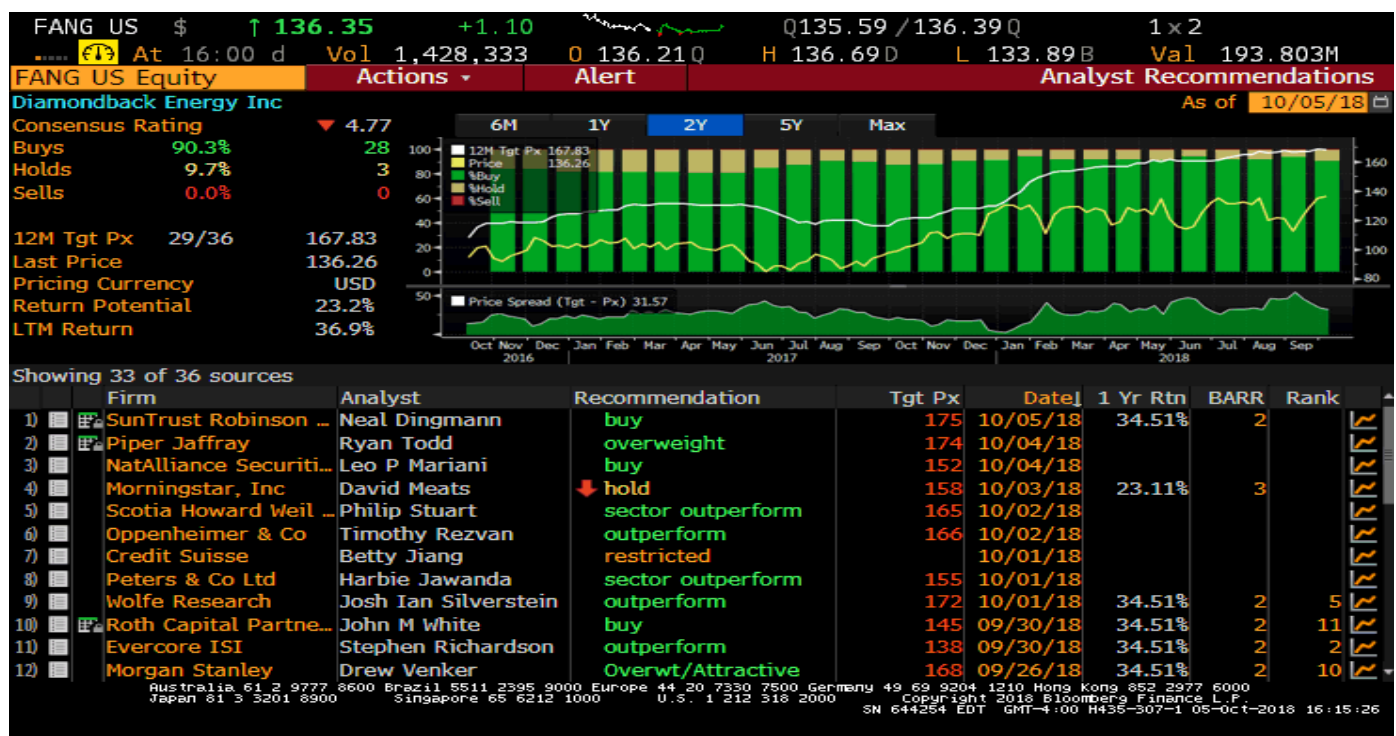 FANG US $ ↑ 136.35 +1.10 Q135.59 / 136.39Q 1 x 2
At 16:00 d Vol 1,428,333 O 136.21Q H 136.69D L 133.89B Val 193.803M
FANG US Equity Actions Alert Analyst Recommendations
Diamondback Energy Inc As of 10/05/18
Consensus Rating ▼ 4.77 6M 1Y 2Y 5Y Max
Buys 90.3% 28
Holds 9.7% 3
Sells 0.0% 0
12M Tgt Px 29/36 167.83
Last Price 136.26
Pricing Currency USD
Return Potential 23.2%
LTM Return 36.9%
12M Tgt Px 167.83
Price 136.26
%Buy
%Hold
%Sell
100
80
60
40
20
0
160
140
120
100
80
50
Price Spread (Tgt - Px) 31.57
Oct Nov Dec Jan Feb Mar Apr May Jun Jul Aug Sep Oct Nov Dec Jan Feb Mar Apr May Jun Jul Aug Sep
2016 2017 2018
Showing 33 of 36 sources
Firm Analyst Recommendation Tgt Px Date↓ 1 Yr Rtn BARR Rank
1) SunTrust Robinson … Neal Dingmann buy 175 10/05/18 34.51% 2
2) Piper Jaffray Ryan Todd overweight 174 10/04/18
3) NatAlliance Securiti… Leo P Mariani buy 152 10/04/18
4) Morningstar, Inc David Meats hold 158 10/03/18 23.11% 3
5) Scotia Howard Weil … Philip Stuart sector outperform 165 10/02/18
6) Oppenheimer & Co Timothy Rezvan outperform 166 10/02/18
7) Credit Suisse Betty Jiang restricted 10/01/18
8) Peters & Co Ltd Harbie Jawanda sector outperform 155 10/01/18
9) Wolfe Research Josh Ian Silverstein outperform 172 10/01/18 34.51% 2 5
10) Roth Capital Partne… John M White buy 145 09/30/18 34.51% 2 11
11) Evercore ISI Stephen Richardson outperform 138 09/30/18 34.51% 2 2
12) Morgan Stanley Drew Venker Overwt/Attractive 168 09/26/18 34.51% 2 10
Australia 61 2 9777 8600 Brazil 5511 2395 9000 Europe 44 20 7330 7500 Germany 49 69 9204 1210 Hong Kong 852 2977 6000
Japan 81 3 3201 8900 Singapore 65 6212 1000 U.S. 1 212 318 2000 Copyright 2018 Bloomberg Finance L.P.
SN 644254 EDT GMT-4:00 H435-307-1 05-Oct-2018 16:15:26